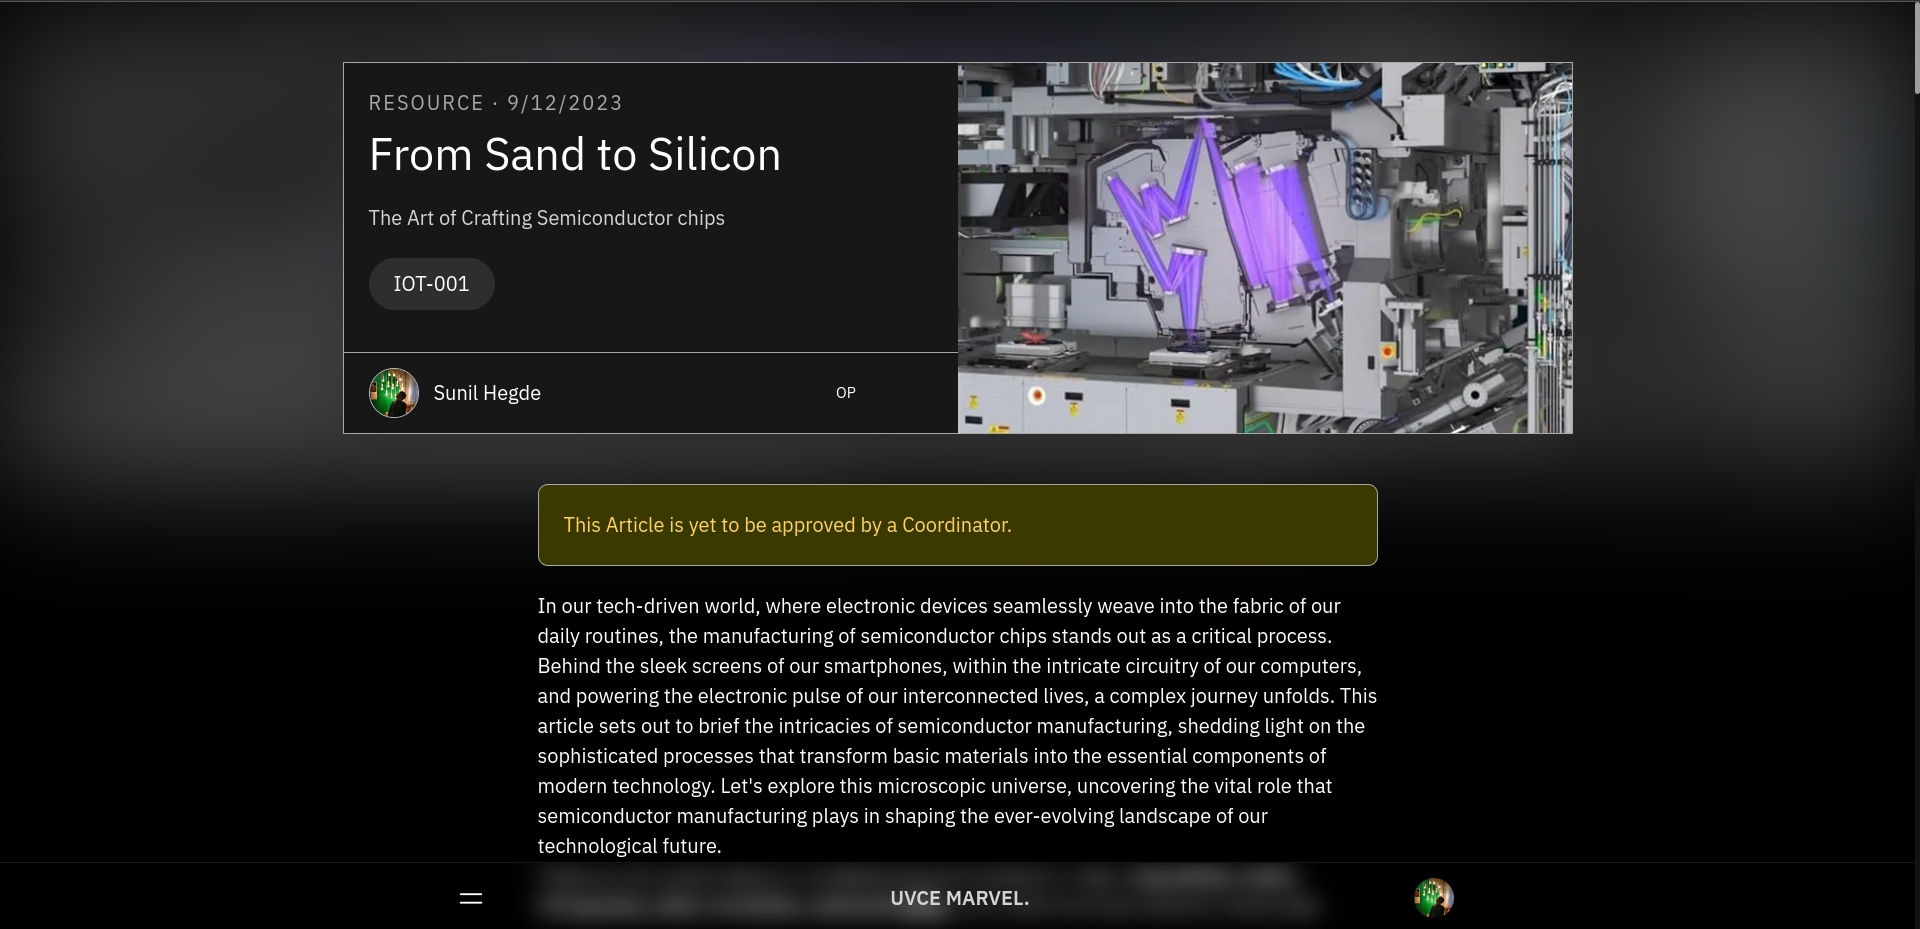 RESOURCE · 9/12/2023
From Sand to Silicon
The Art of Crafting Semiconductor chips
IOT-001
Sunil Hegde
OP
This Article is yet to be approved by a Coordinator.
In our tech-driven world, where electronic devices seamlessly weave into the fabric of our
daily routines, the manufacturing of semiconductor chips stands out as a critical process.
Behind the sleek screens of our smartphones, within the intricate circuitry of our computers,
and powering the electronic pulse of our interconnected lives, a complex journey unfolds. This
article sets out to brief the intricacies of semiconductor manufacturing, shedding light on the
sophisticated processes that transform basic materials into the essential components of
modern technology. Let's explore this microscopic universe, uncovering the vital role that
semiconductor manufacturing plays in shaping the ever-evolving landscape of our
technological future.
UVCE MARVEL.